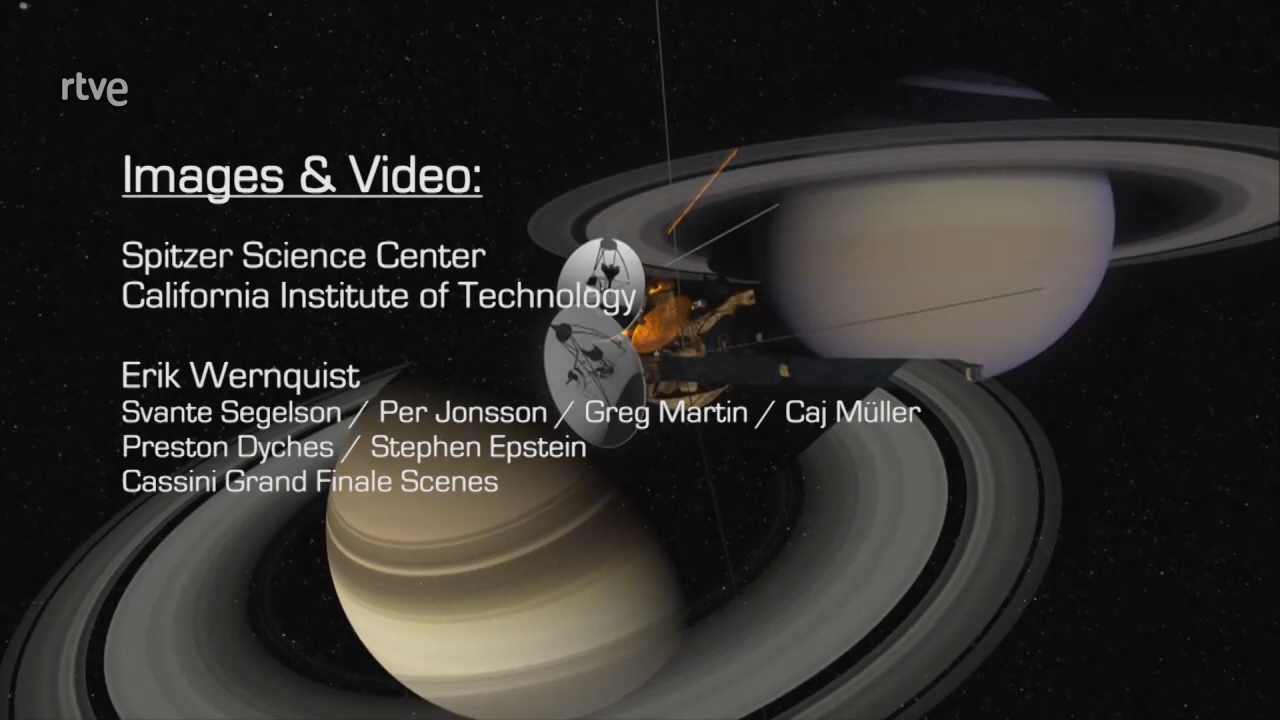 rtve
Images & Video:
Spitzer Science Center
California Institute of Technology
Erik Wernquist
Svante Segelson / Per Jonsson / Greg Martin / Caj Müller
Preston Dyches / Stephen Epstein
Cassini Grand Finale Scenes